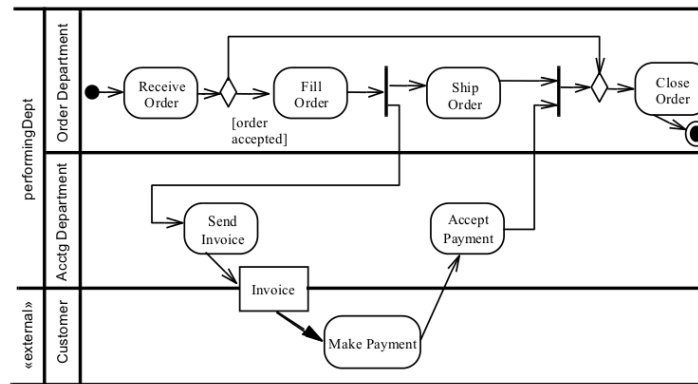 performingDept
«external»
Order Department
Acctg Department
Customer
Receive
Order
[order
accepted]
Fill
Order
Ship
Order
Close
Order
Send
Invoice
Accept
Payment
Invoice
Make Payment